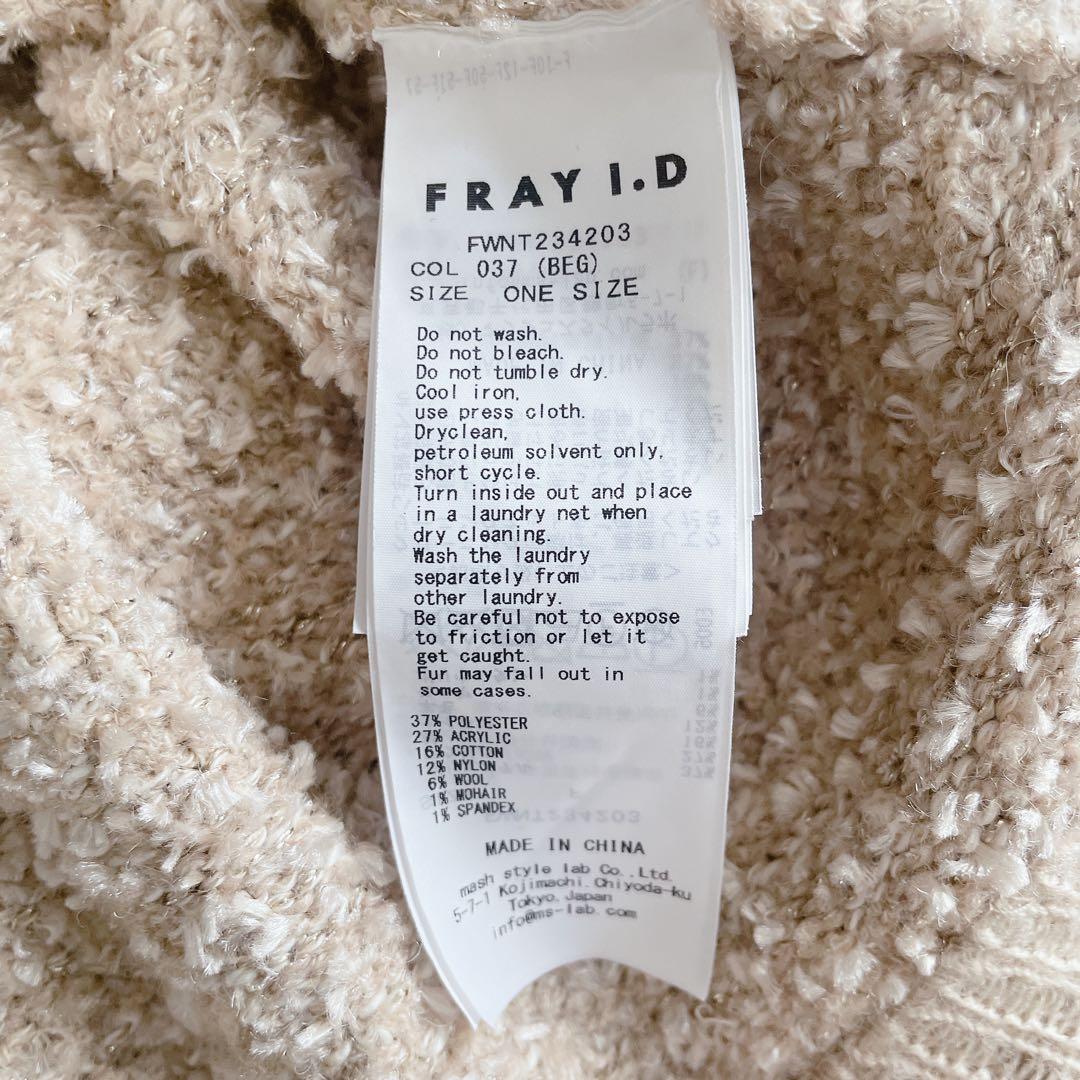 FRAY I.D
FWNT234203
COL 037 (BEG)
SIZE ONE SIZE
Do not wash.
Do not bleach.
Do not tumble dry.
Cool iron,
use press cloth.
Dryclean,
petroleum solvent only,
short cycle.
Turn inside out and place
in a laundry net when
dry cleaning.
Wash the laundry
separately from
other laundry.
Be careful not to expose
to friction or let it
get caught.
Fur may fall out in
some cases.
37% POLYESTER
27% ACRYLIC
16% COTTON
12% NYLON
6% WOOL
1% MOHAIR
1% SPANDEX
MADE IN CHINA
mash style lab Co.,Ltd.
5-7-1 Kojimachi.Chiyoda-ku
Tokyo.Japan
info@ms-lab.com